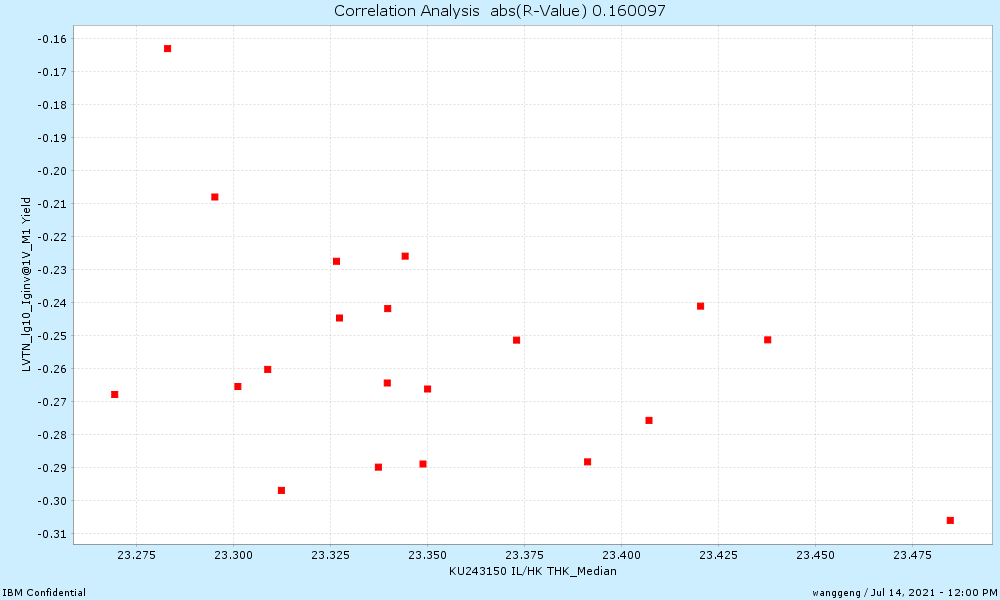 Correlation Analysis  abs(R-Value) 0.160097
LVTN_lg10_Iginv@1V_M1 Yield
-0.16
-0.17
-0.18
-0.19
-0.20
-0.21
-0.22
-0.23
-0.24
-0.25
-0.26
-0.27
-0.28
-0.29
-0.30
-0.31
23.275 23.300 23.325 23.350 23.375 23.400 23.425 23.450 23.475
KU243150 IL/HK THK_Median
IBM Confidential
wanggeng / Jul 14, 2021 - 12:00 PM